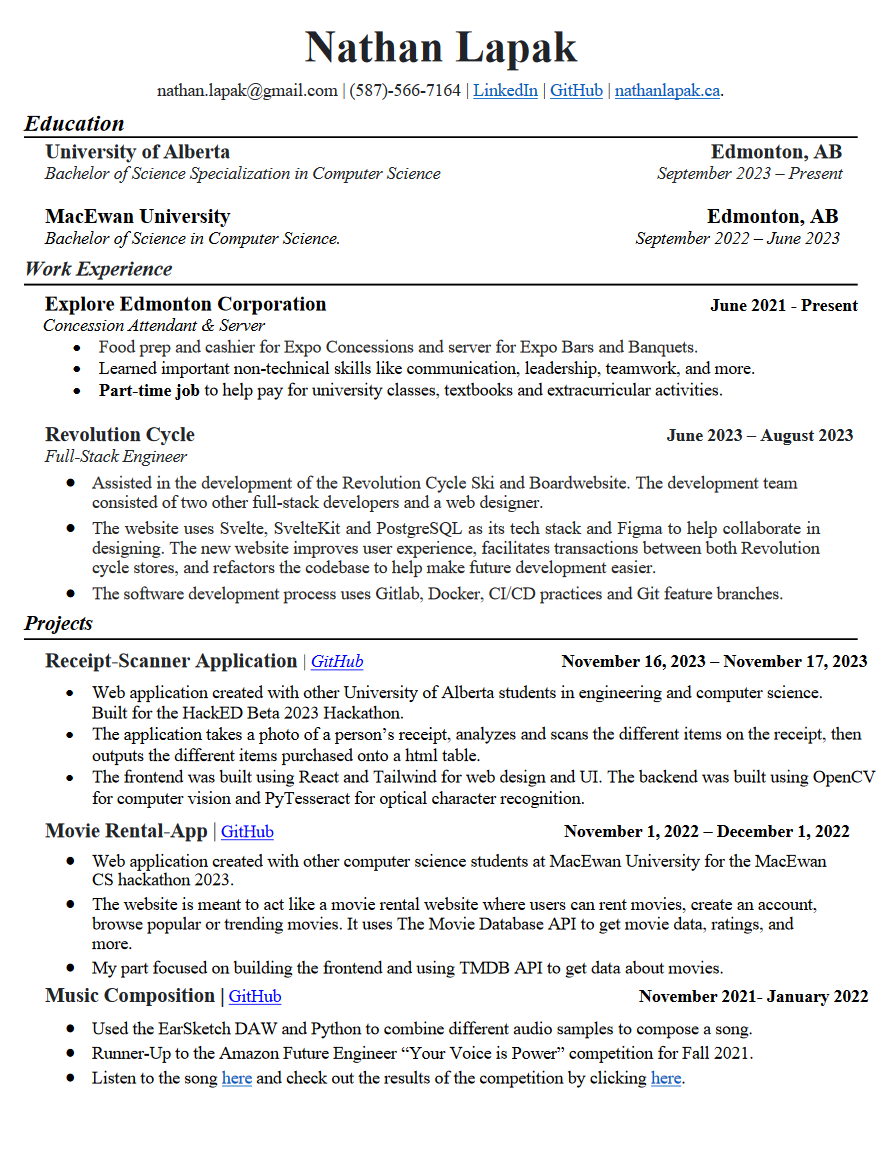 Nathan Lapak
nathan.lapak@gmail.com | (587)-566-7164 | LinkedIn | GitHub | nathanlapak.ca.
Education
University of Alberta Edmonton, AB
Bachelor of Science Specialization in Computer Science September 2023 – Present
MacEwan University Edmonton, AB
Bachelor of Science in Computer Science. September 2022 – June 2023
Work Experience
Explore Edmonton Corporation June 2021 - Present
Concession Attendant & Server
• Food prep and cashier for Expo Concessions and server for Expo Bars and Banquets.
• Learned important non-technical skills like communication, leadership, teamwork, and more.
• Part-time job to help pay for university classes, textbooks and extracurricular activities.
Revolution Cycle June 2023 – August 2023
Full-Stack Engineer
• Assisted in the development of the Revolution Cycle Ski and Boardwebsite. The development team
consisted of two other full-stack developers and a web designer.
• The website uses Svelte, SvelteKit and PostgreSQL as its tech stack and Figma to help collaborate in
designing. The new website improves user experience, facilitates transactions between both Revolution
cycle stores, and refactors the codebase to help make future development easier.
• The software development process uses Gitlab, Docker, CI/CD practices and Git feature branches.
Projects
Receipt-Scanner Application | GitHub November 16, 2023 – November 17, 2023
• Web application created with other University of Alberta students in engineering and computer science.
Built for the HackED Beta 2023 Hackathon.
• The application takes a photo of a person’s receipt, analyzes and scans the different items on the receipt, then
outputs the different items purchased onto a html table.
• The frontend was built using React and Tailwind for web design and UI. The backend was built using OpenCV
for computer vision and PyTesseract for optical character recognition.
Movie Rental-App | GitHub November 1, 2022 – December 1, 2022
• Web application created with other computer science students at MacEwan University for the MacEwan
CS hackathon 2023.
• The website is meant to act like a movie rental website where users can rent movies, create an account,
browse popular or trending movies. It uses The Movie Database API to get movie data, ratings, and
more.
• My part focused on building the frontend and using TMDB API to get data about movies.
Music Composition | GitHub November 2021- January 2022
• Used the EarSketch DAW and Python to combine different audio samples to compose a song.
• Runner-Up to the Amazon Future Engineer “Your Voice is Power” competition for Fall 2021.
• Listen to the song here and check out the results of the competition by clicking here.